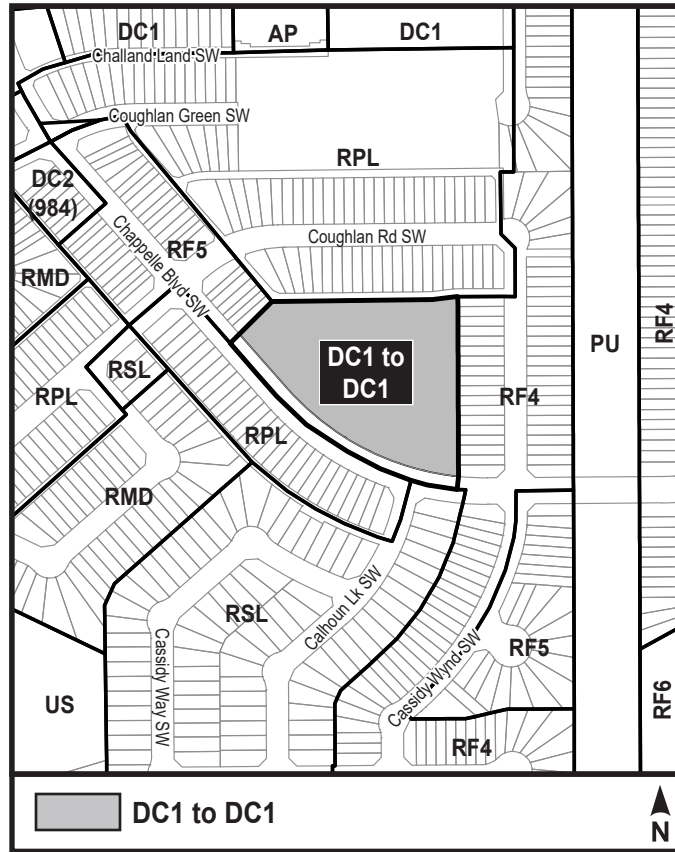 DC1
AP
DC1
Challand Land SW
Coughlan Green SW
RPL
DC2
(984)
Chappelle Blvd SW
RF5
Coughlan Rd SW
RMD
PU
RF4
DC1 to
DC1
RSL
RPL
RF4
RPL
RMD
RSL
Calhoun Lk SW
Cassidy Way SW
Cassidy Wynd SW
RF5
US
RF6
RF4
DC1 to DC1
N